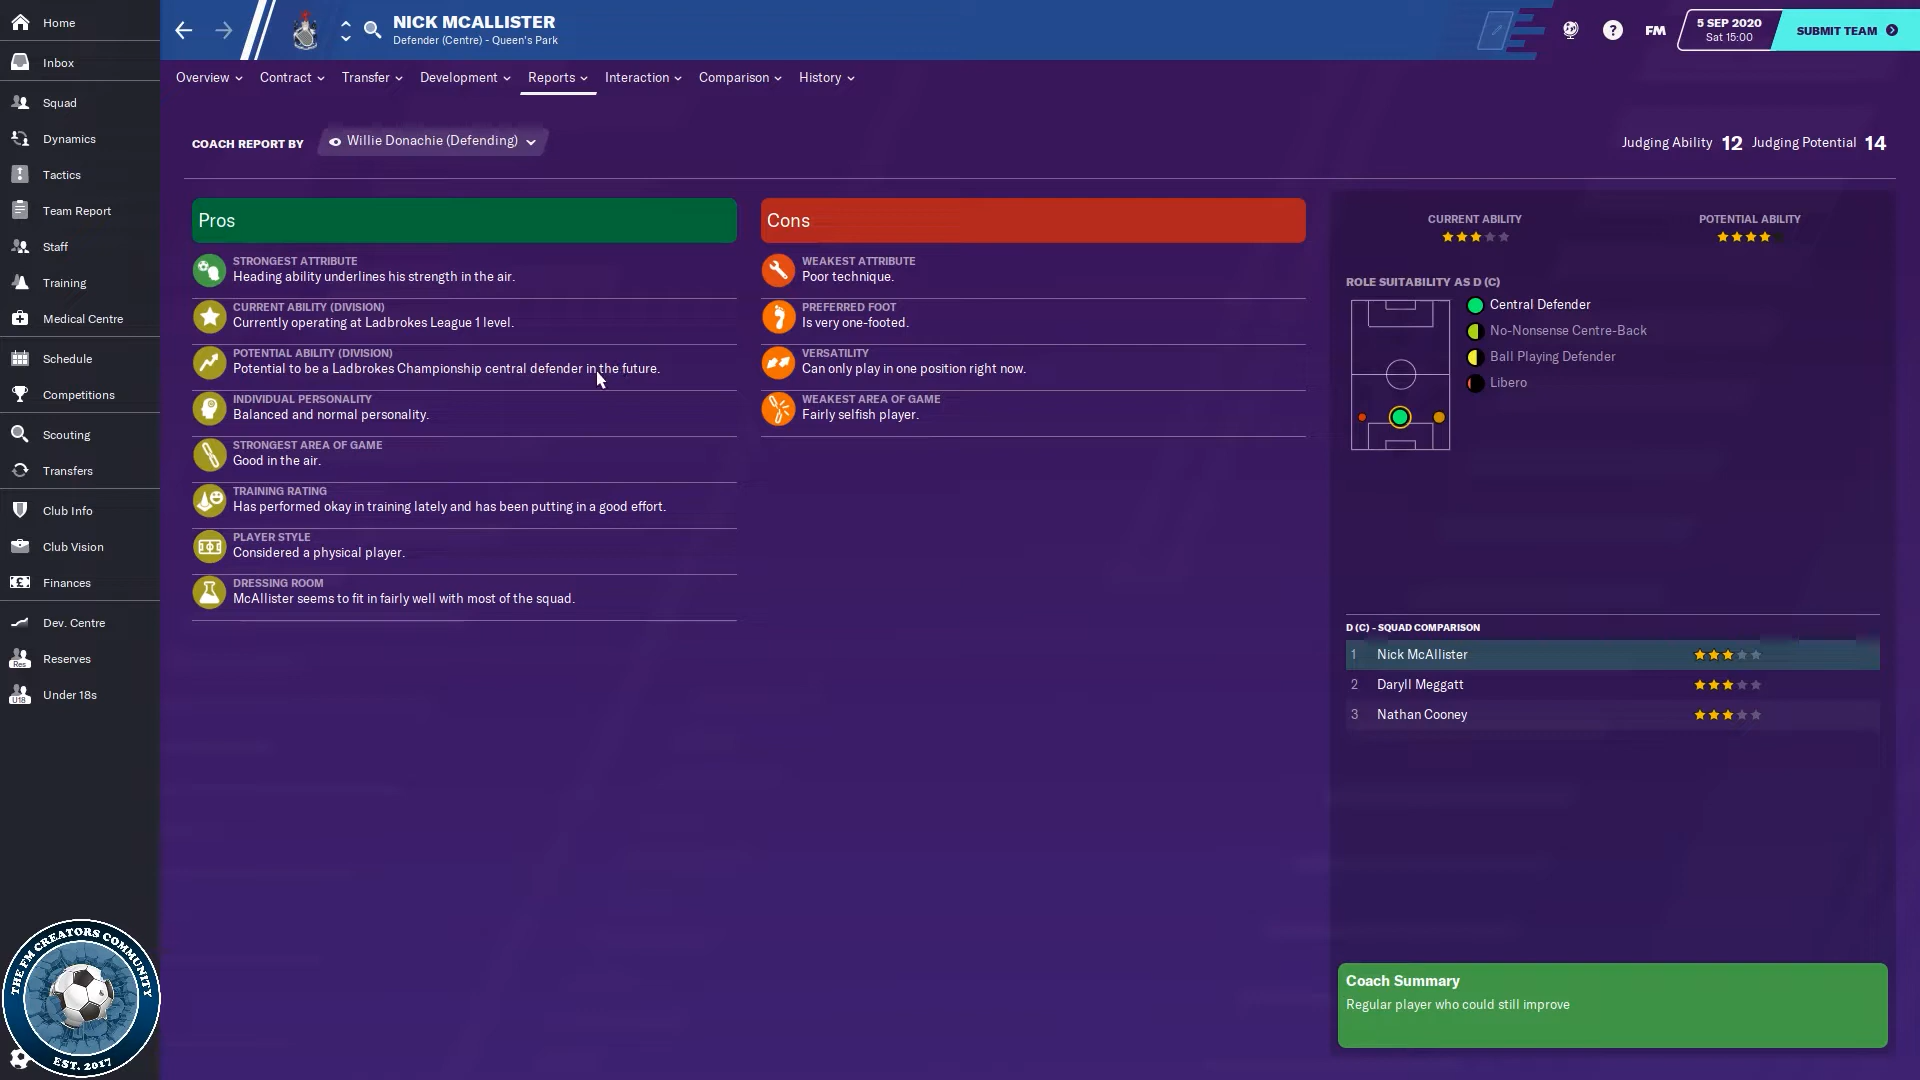 Home
Inbox
Squad
Dynamics
Tactics
Team Report
Staff
Training
Medical Centre
Schedule
Competitions
Scouting
Transfers
Club Info
Club Vision
Finances
Dev. Centre
Res
Reserves
U18
Under 18s
THE FM CREATORS COMMUNITY
EST. 2017
NICK MCALLISTER
Defender (Centre) - Queen's Park
?
FM
5 SEP 2020
Sat 15:00
SUBMIT TEAM
Overview Contract Transfer Development Reports Interaction Comparison History
COACH REPORT BY Willie Donachie (Defending)
Judging Ability 12 Judging Potential 14
Pros
STRONGEST ATTRIBUTE
Heading ability underlines his strength in the air.
CURRENT ABILITY (DIVISION)
Currently operating at Ladbrokes League 1 level.
POTENTIAL ABILITY (DIVISION)
Potential to be a Ladbrokes Championship central defender in the future.
INDIVIDUAL PERSONALITY
Balanced and normal personality.
STRONGEST AREA OF GAME
Good in the air.
TRAINING RATING
Has performed okay in training lately and has been putting in a good effort.
PLAYER STYLE
Considered a physical player.
DRESSING ROOM
McAllister seems to fit in fairly well with most of the squad.
Cons
WEAKEST ATTRIBUTE
Poor technique.
PREFERRED FOOT
Is very one-footed.
VERSATILITY
Can only play in one position right now.
WEAKEST AREA OF GAME
Fairly selfish player.
CURRENT ABILITY
POTENTIAL ABILITY
ROLE SUITABILITY AS D (C)
Central Defender
No-Nonsense Centre-Back
Ball Playing Defender
Libero
D (C) - SQUAD COMPARISON
1 Nick McAllister
2 Daryll Meggatt
3 Nathan Cooney
Coach Summary
Regular player who could still improve